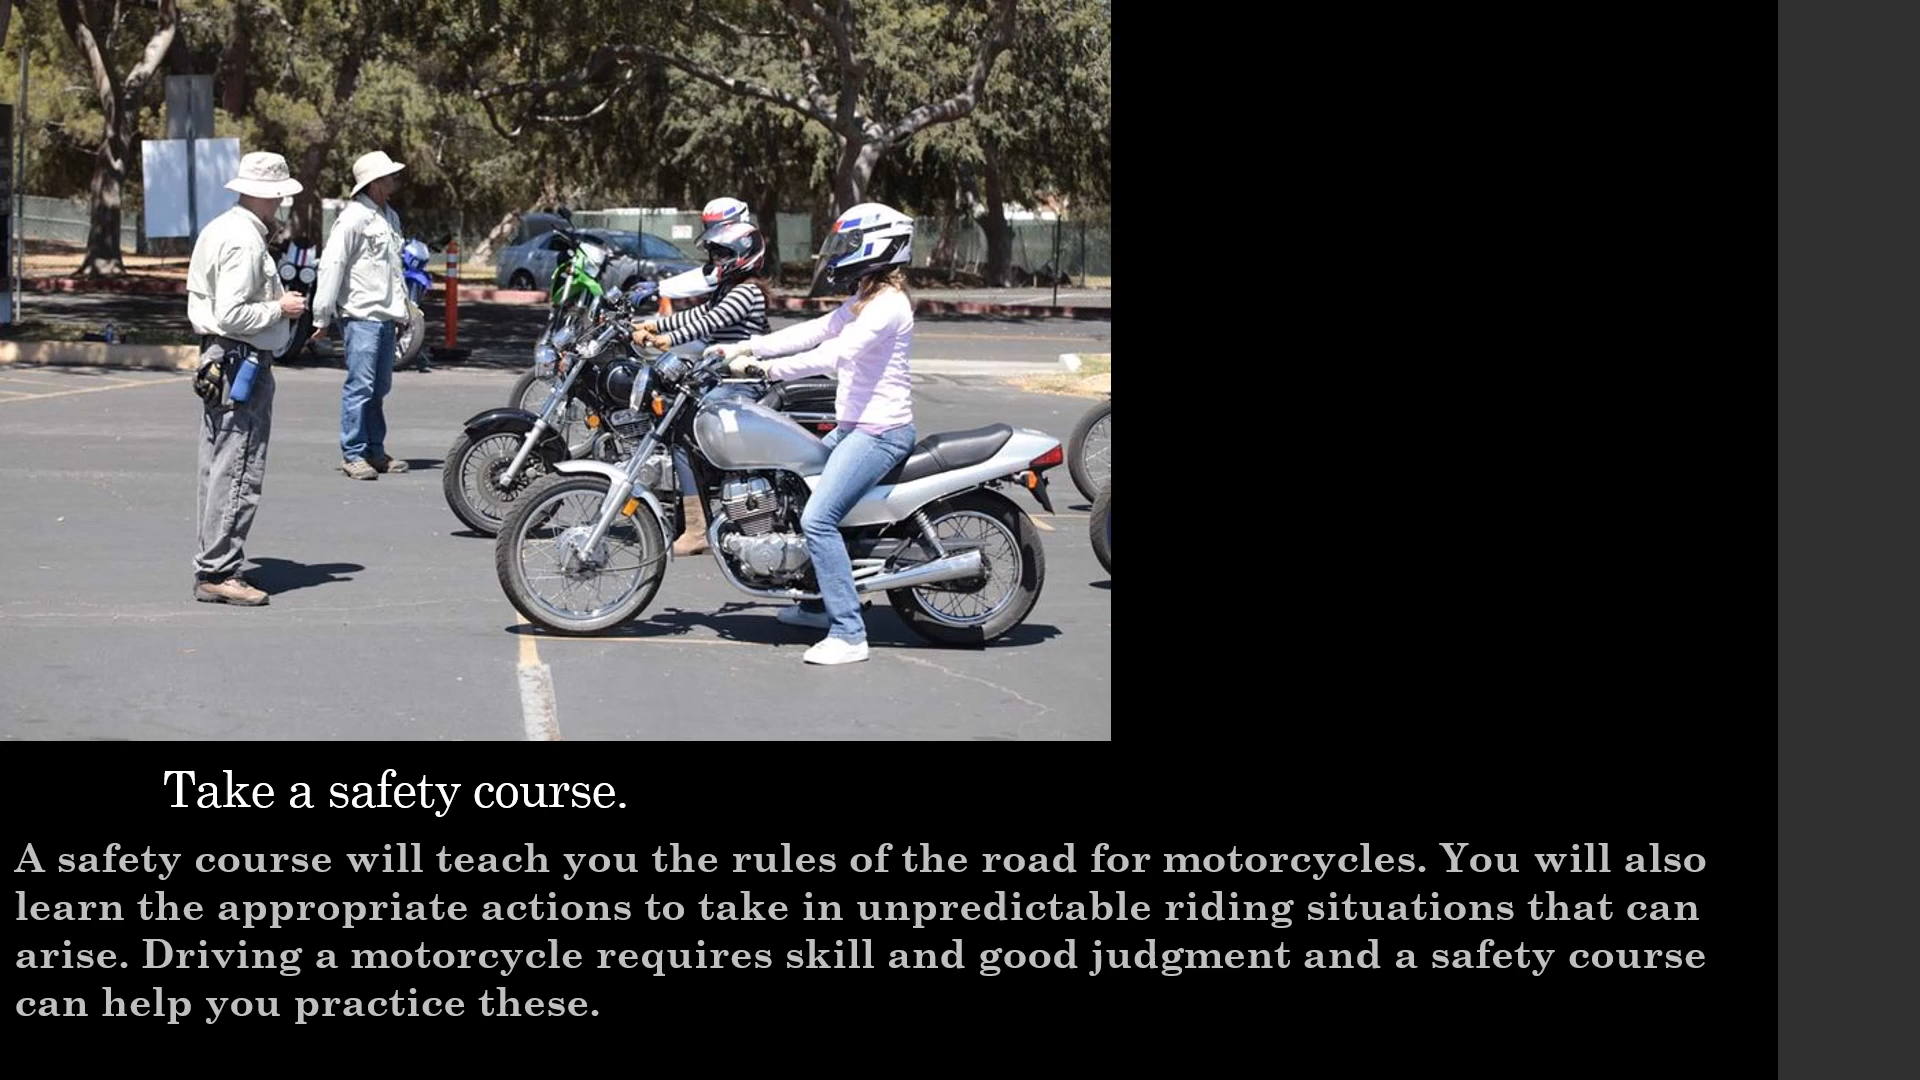 Take a safety course.
A safety course will teach you the rules of the road for motorcycles. You will also
learn the appropriate actions to take in unpredictable riding situations that can
arise. Driving a motorcycle requires skill and good judgment and a safety course
can help you practice these.